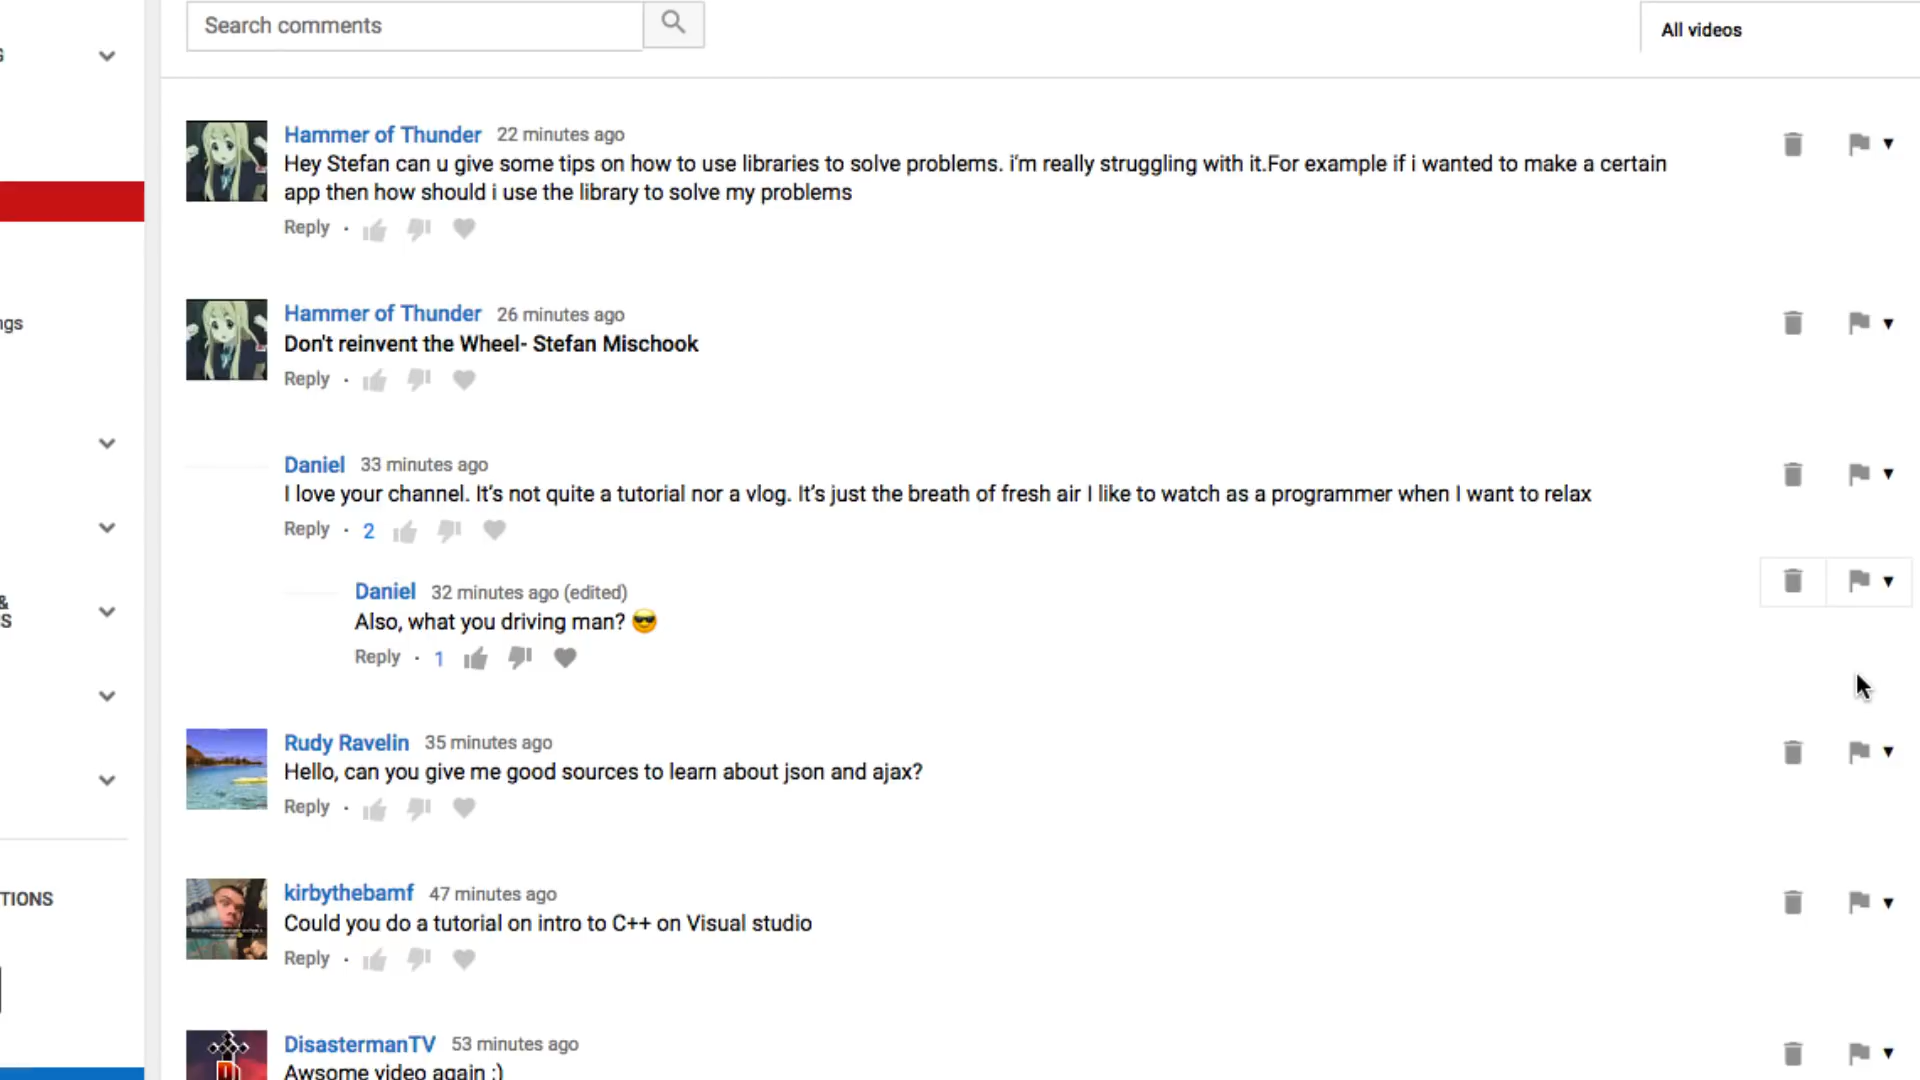 Search comments
All videos
G
Hammer of Thunder 22 minutes ago
Hey Stefan can u give some tips on how to use libraries to solve problems. i'm really struggling with it.For example if i wanted to make a certain
app then how should i use the library to solve my problems
Reply ·
Hammer of Thunder 26 minutes ago
ngs
Don't reinvent the Wheel- Stefan Mischook
Reply ·
Daniel 33 minutes ago
I love your channel. It's not quite a tutorial nor a vlog. It's just the breath of fresh air I like to watch as a programmer when I want to relax
Reply · 2
Daniel 32 minutes ago (edited)
&
S
Also, what you driving man? 😎
Reply · 1
Rudy Ravelin 35 minutes ago
Hello, can you give me good sources to learn about json and ajax?
Reply ·
kirbythebamf 47 minutes ago
TIONS
Could you do a tutorial on intro to C++ on Visual studio
Reply ·
DisastermanTV 53 minutes ago
Awsome video again :)